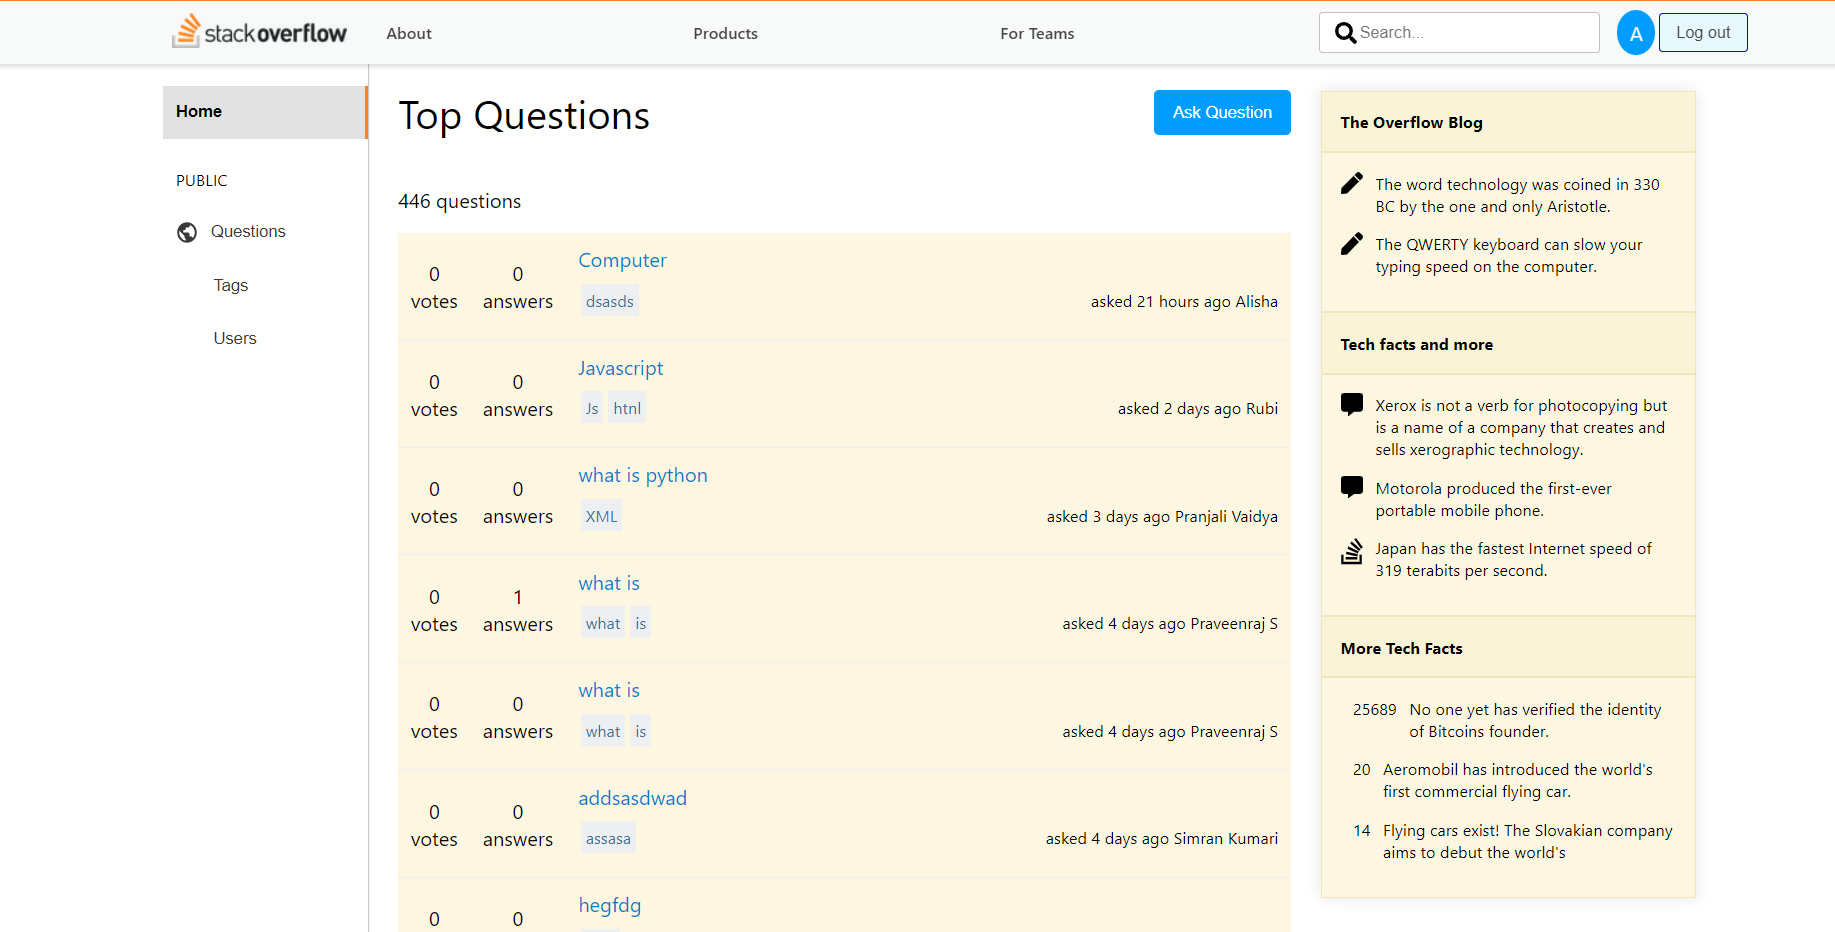 stackoverflow
About
Products
For Teams
Search...
A
Log out
Home
PUBLIC
Questions
Tags
Users
Top Questions
Ask Question
446 questions
0 votes
0 answers
Computer
dsasds
asked 21 hours ago Alisha
0 votes
0 answers
Javascript
Js htnl
asked 2 days ago Rubi
0 votes
0 answers
what is python
XML
asked 3 days ago Pranjali Vaidya
0 votes
1 answers
what is
what is
asked 4 days ago Praveenraj S
0 votes
0 answers
what is
what is
asked 4 days ago Praveenraj S
0 votes
0 answers
addsasdwad
assasa
asked 4 days ago Simran Kumari
0
0
hegfdg
The Overflow Blog
The word technology was coined in 330
BC by the one and only Aristotle.
The QWERTY keyboard can slow your
typing speed on the computer.
Tech facts and more
Xerox is not a verb for photocopying but
is a name of a company that creates and
sells xerographic technology.
Motorola produced the first-ever
portable mobile phone.
Japan has the fastest Internet speed of
319 terabits per second.
More Tech Facts
25689 No one yet has verified the identity
of Bitcoins founder.
20 Aeromobil has introduced the world's
first commercial flying car.
14 Flying cars exist! The Slovakian company
aims to debut the world's